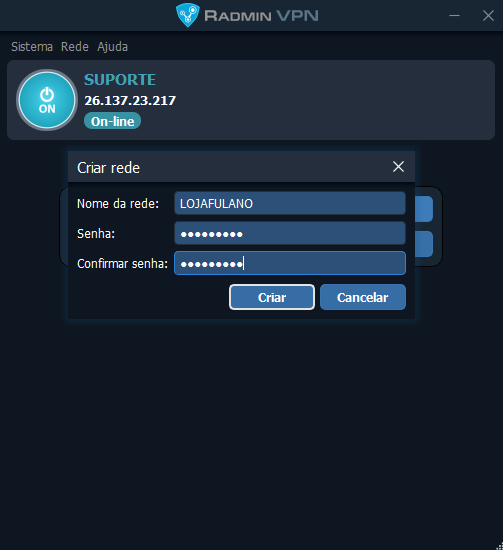 RADMIN VPN
Sistema Rede Ajuda
ON
SUPORTE
26.137.23.217
On-line
Criar rede
Nome da rede: LOJAFULANO
Senha: ●●●●●●●●●
Confirmar senha: ●●●●●●●●●
Criar Cancelar